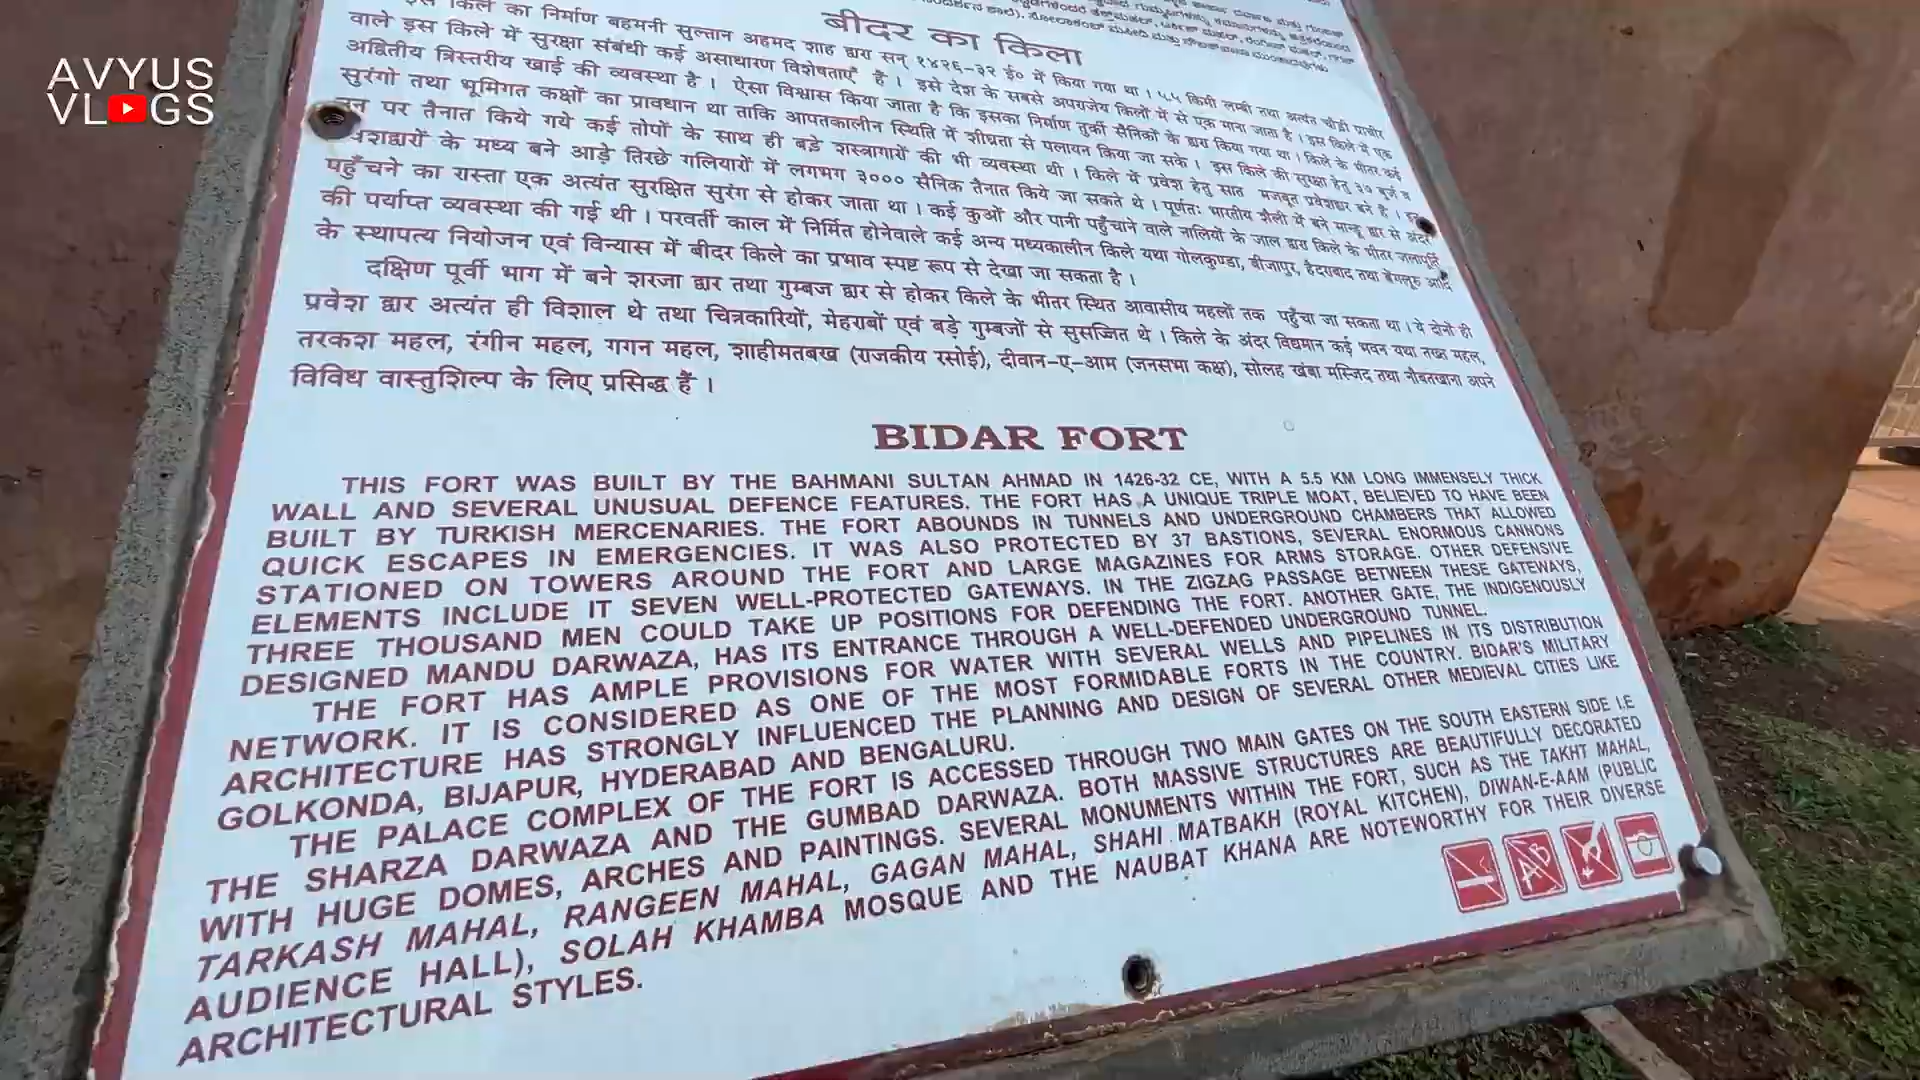 AVYUS
VLOGS
बीदर का किला
इस किले का निर्माण बहमनी सुल्तान अहमद शाह द्वारा सन् १४२६-३२ ई० में किया गया था । ५.५ किमी लम्बी तथा अत्यंत चौड़ी प्राचीर
वाले इस किले में सुरक्षा संबंधी कई असाधारण विशेषताएँ हैं । इसे देश के सबसे अपराजेय किलों में से एक माना जाता है । इस किले में एक
अद्वितीय त्रिस्तरीय खाई की व्यवस्था है । ऐसा विश्वास किया जाता है कि इसका निर्माण तुर्की सैनिकों के द्वारा किया गया था । किले के भीतर कई
सुरंगो तथा भूमिगत कक्षों का प्रावधान था ताकि आपतकालीन स्थिति में शीघ्रता से पलायन किया जा सके । इस किले की सुरक्षा हेतु ३७ बुर्ज व
पर तैनात किये गये कई तोपों के साथ ही बड़े शस्त्रागारों की भी व्यवस्था थी । किले में प्रवेश हेतु सात मजबूत प्रवेशद्वार बने हैं ।
के मध्य बने आड़े तिरछे गलियारों में लगभग ३००० सैनिक तैनात किये जा सकते थे । पूर्णतः भारतीय शैली में बने मान्डू द्वार से अंदर
पहुँचने का रास्ता एक अत्यंत सुरक्षित सुरंग से होकर जाता था । कई कुओं और पानी पहुँचाने वाले नालियों के जाल द्वारा किले के भीतर जलापूर्ति
की पर्याप्त व्यवस्था की गई थी । परवर्ती काल में निर्मित होनेवाले कई अन्य मध्यकालीन किले यथा गोलकुण्डा, बीजापुर, हैदराबाद तथा बेंगलूरु आदि
के स्थापत्य नियोजन एवं विन्यास में बीदर किले का प्रभाव स्पष्ट रूप से देखा जा सकता है ।
दक्षिण पूर्वी भाग में बने शरजा द्वार तथा गुम्बज द्वार से होकर किले के भीतर स्थित आवासीय महलों तक पहुँचा जा सकता था । ये दोनों ही
प्रवेश द्वार अत्यंत ही विशाल थे तथा चित्रकारियों, मेहराबों एवं बड़े गुम्बजों से सुसज्जित थे । किले के अंदर विद्यमान कई भवन यथा तख्त महल,
तरकश महल, रंगीन महल, गगन महल, शाहीमतबख (राजकीय रसोई), दीवान-ए-आम (जनसभा कक्ष), सोलह खंबा मस्जिद तथा नौबतखाना अपने
विविध वास्तुशिल्प के लिए प्रसिद्ध हैं ।
BIDAR FORT
THIS FORT WAS BUILT BY THE BAHMANI SULTAN AHMAD IN 1426-32 CE, WITH A 5.5 KM LONG IMMENSELY THICK
WALL AND SEVERAL UNUSUAL DEFENCE FEATURES. THE FORT HAS A UNIQUE TRIPLE MOAT, BELIEVED TO HAVE BEEN
BUILT BY TURKISH MERCENARIES. THE FORT ABOUNDS IN TUNNELS AND UNDERGROUND CHAMBERS THAT ALLOWED
QUICK ESCAPES IN EMERGENCIES. IT WAS ALSO PROTECTED BY 37 BASTIONS, SEVERAL ENORMOUS CANNONS
STATIONED ON TOWERS AROUND THE FORT AND LARGE MAGAZINES FOR ARMS STORAGE. OTHER DEFENSIVE
ELEMENTS INCLUDE IT SEVEN WELL-PROTECTED GATEWAYS. IN THE ZIGZAG PASSAGE BETWEEN THESE GATEWAYS,
THREE THOUSAND MEN COULD TAKE UP POSITIONS FOR DEFENDING THE FORT. ANOTHER GATE, THE INDIGENOUSLY
DESIGNED MANDU DARWAZA, HAS ITS ENTRANCE THROUGH A WELL-DEFENDED UNDERGROUND TUNNEL.
THE FORT HAS AMPLE PROVISIONS FOR WATER WITH SEVERAL WELLS AND PIPELINES IN ITS DISTRIBUTION
NETWORK. IT IS CONSIDERED AS ONE OF THE MOST FORMIDABLE FORTS IN THE COUNTRY. BIDAR'S MILITARY
ARCHITECTURE HAS STRONGLY INFLUENCED THE PLANNING AND DESIGN OF SEVERAL OTHER MEDIEVAL CITIES LIKE
GOLKONDA, BIJAPUR, HYDERABAD AND BENGALURU.
THE PALACE COMPLEX OF THE FORT IS ACCESSED THROUGH TWO MAIN GATES ON THE SOUTH EASTERN SIDE I.E
THE SHARZA DARWAZA AND THE GUMBAD DARWAZA. BOTH MASSIVE STRUCTURES ARE BEAUTIFULLY DECORATED
WITH HUGE DOMES, ARCHES AND PAINTINGS. SEVERAL MONUMENTS WITHIN THE FORT, SUCH AS THE TAKHT MAHAL,
TARKASH MAHAL, RANGEEN MAHAL, GAGAN MAHAL, SHAHI MATBAKH (ROYAL KITCHEN), DIWAN-E-AAM (PUBLIC
AUDIENCE HALL), SOLAH KHAMBA MOSQUE AND THE NAUBAT KHANA ARE NOTEWORTHY FOR THEIR DIVERSE
ARCHITECTURAL STYLES.